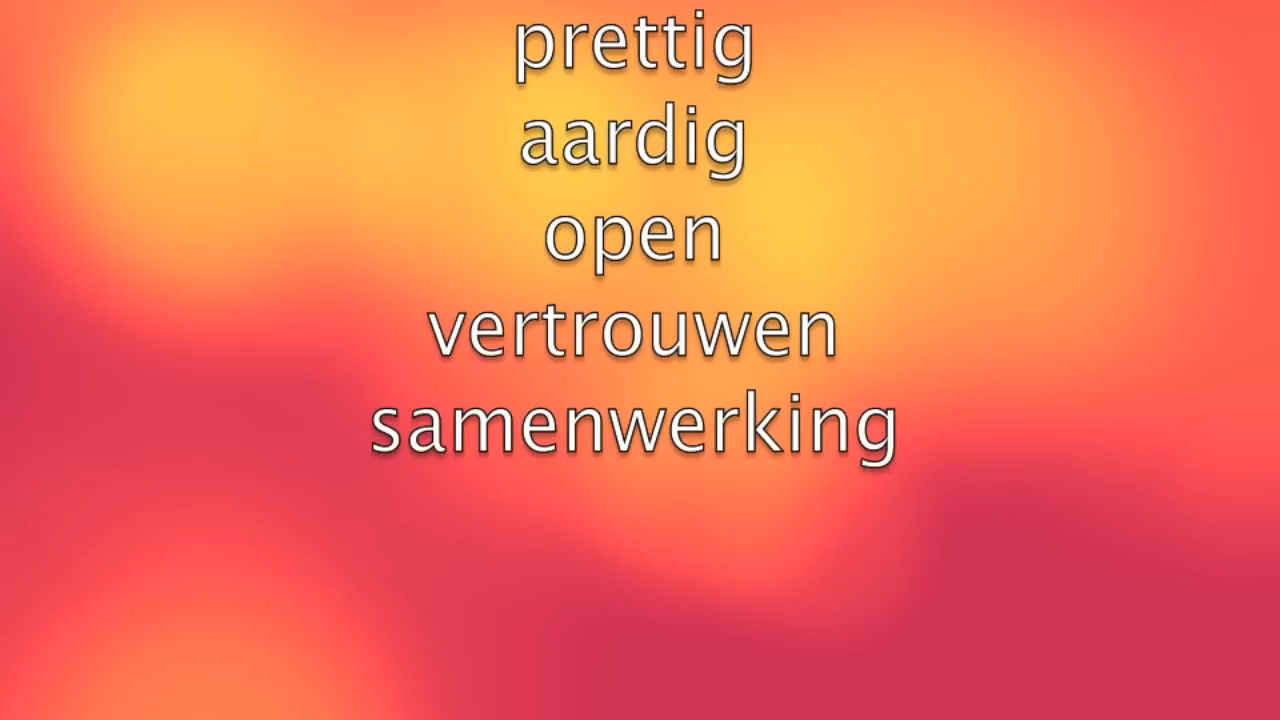 prettig
aardig
open
vertrouwen
samenwerking